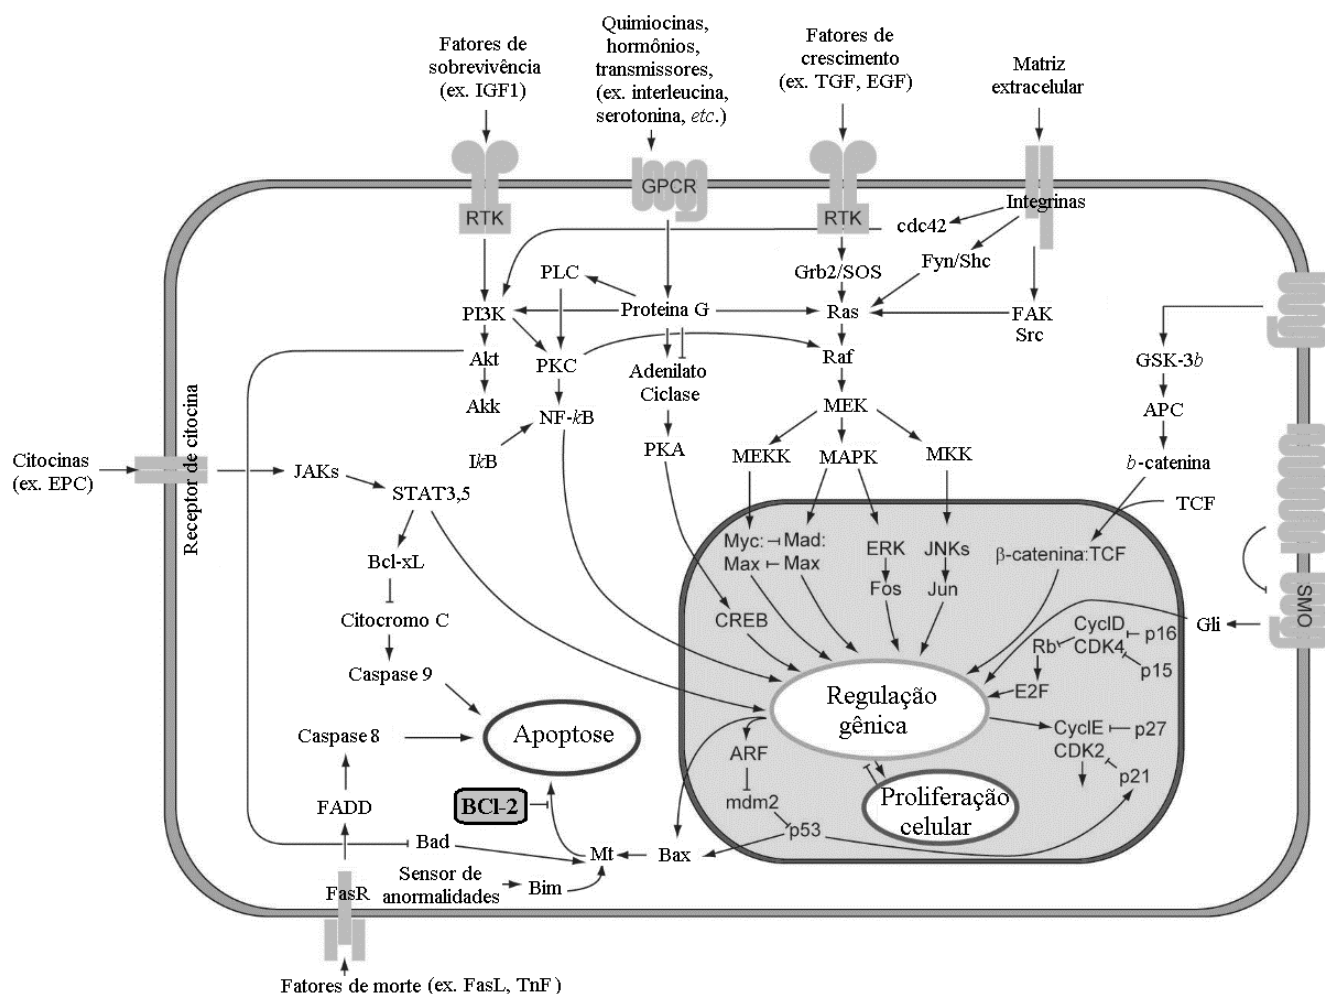 Fatores de
sobrevivência
(ex. IGF1)
Quimiocinas,
hormônios,
transmissores,
(ex. interleucina,
serotonina, etc.)
Fatores de
crescimento
(ex. TGF, EGF)
Matriz
extracelular
RTK
GPCR
RTK
Integrinas
cdc42
Fyn/Shc
Grb2/SOS
PLC
PI3K
Proteina G
Ras
FAK
Src
Akt
PKC
Adenilato
Ciclase
Raf
GSK-3b
Akk
NF-kB
MEK
APC
IkB
PKA
MEKK
MAPK
MKK
b-catenina
TCF
Citocinas
(ex. EPC)
Receptor de citocina
JAKs
STAT3,5
Bcl-xL
Citocromo C
Caspase 9
Myc:
Max
Mad:
Max
ERK
Fos
JNKs
Jun
β-catenina:TCF
CREB
CyclD
CDK4
p16
p15
Rb
E2F
Gli
SMO
Regulação
gênica
CyclE
CDK2
p27
p21
Caspase 8
Apoptose
ARF
mdm2
p53
Proliferação
celular
FADD
BCl-2
Bad
Mt
Bax
Sensor de
anormalidades
Bim
FasR
Fatores de morte (ex. FasL, TnF)